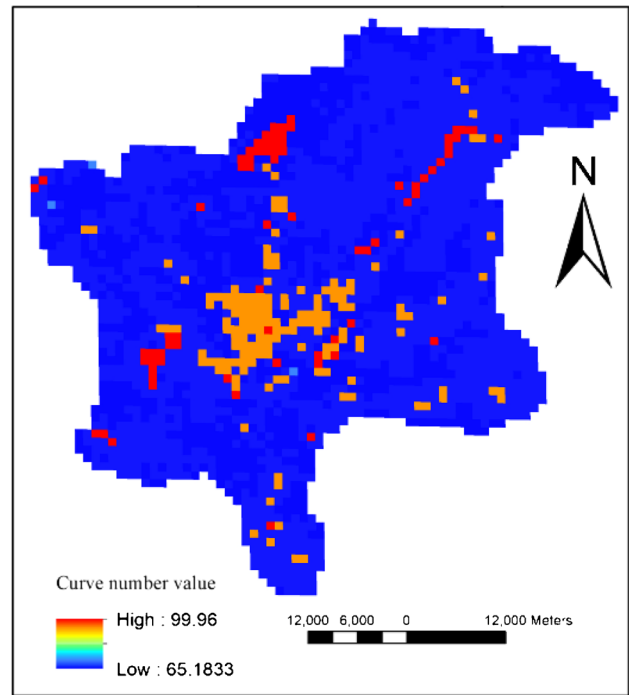 N
Curve number value
High : 99.96
Low : 65.1833
12,000 6,000 0 12,000 Meters